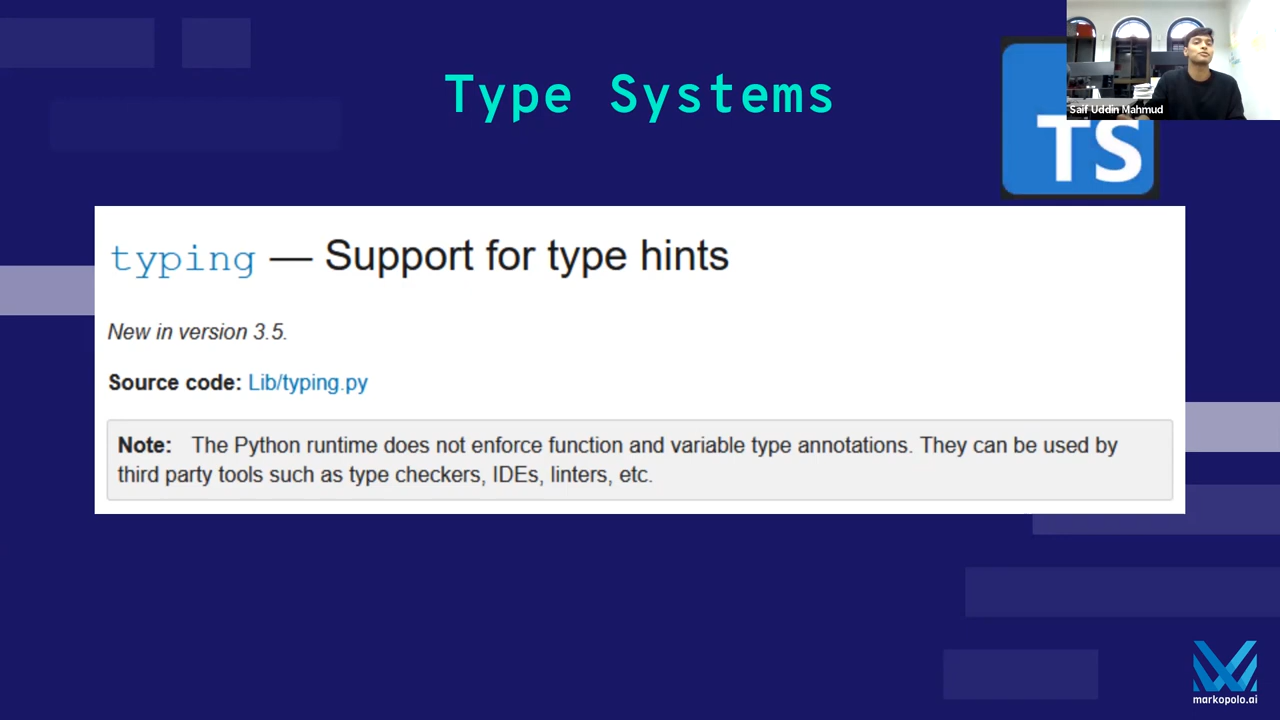 Type Systems
Saif Uddin Mahmud
TS
typing — Support for type hints
New in version 3.5.
Source code: Lib/typing.py
Note: The Python runtime does not enforce function and variable type annotations. They can be used by
third party tools such as type checkers, IDEs, linters, etc.
markopolo.ai